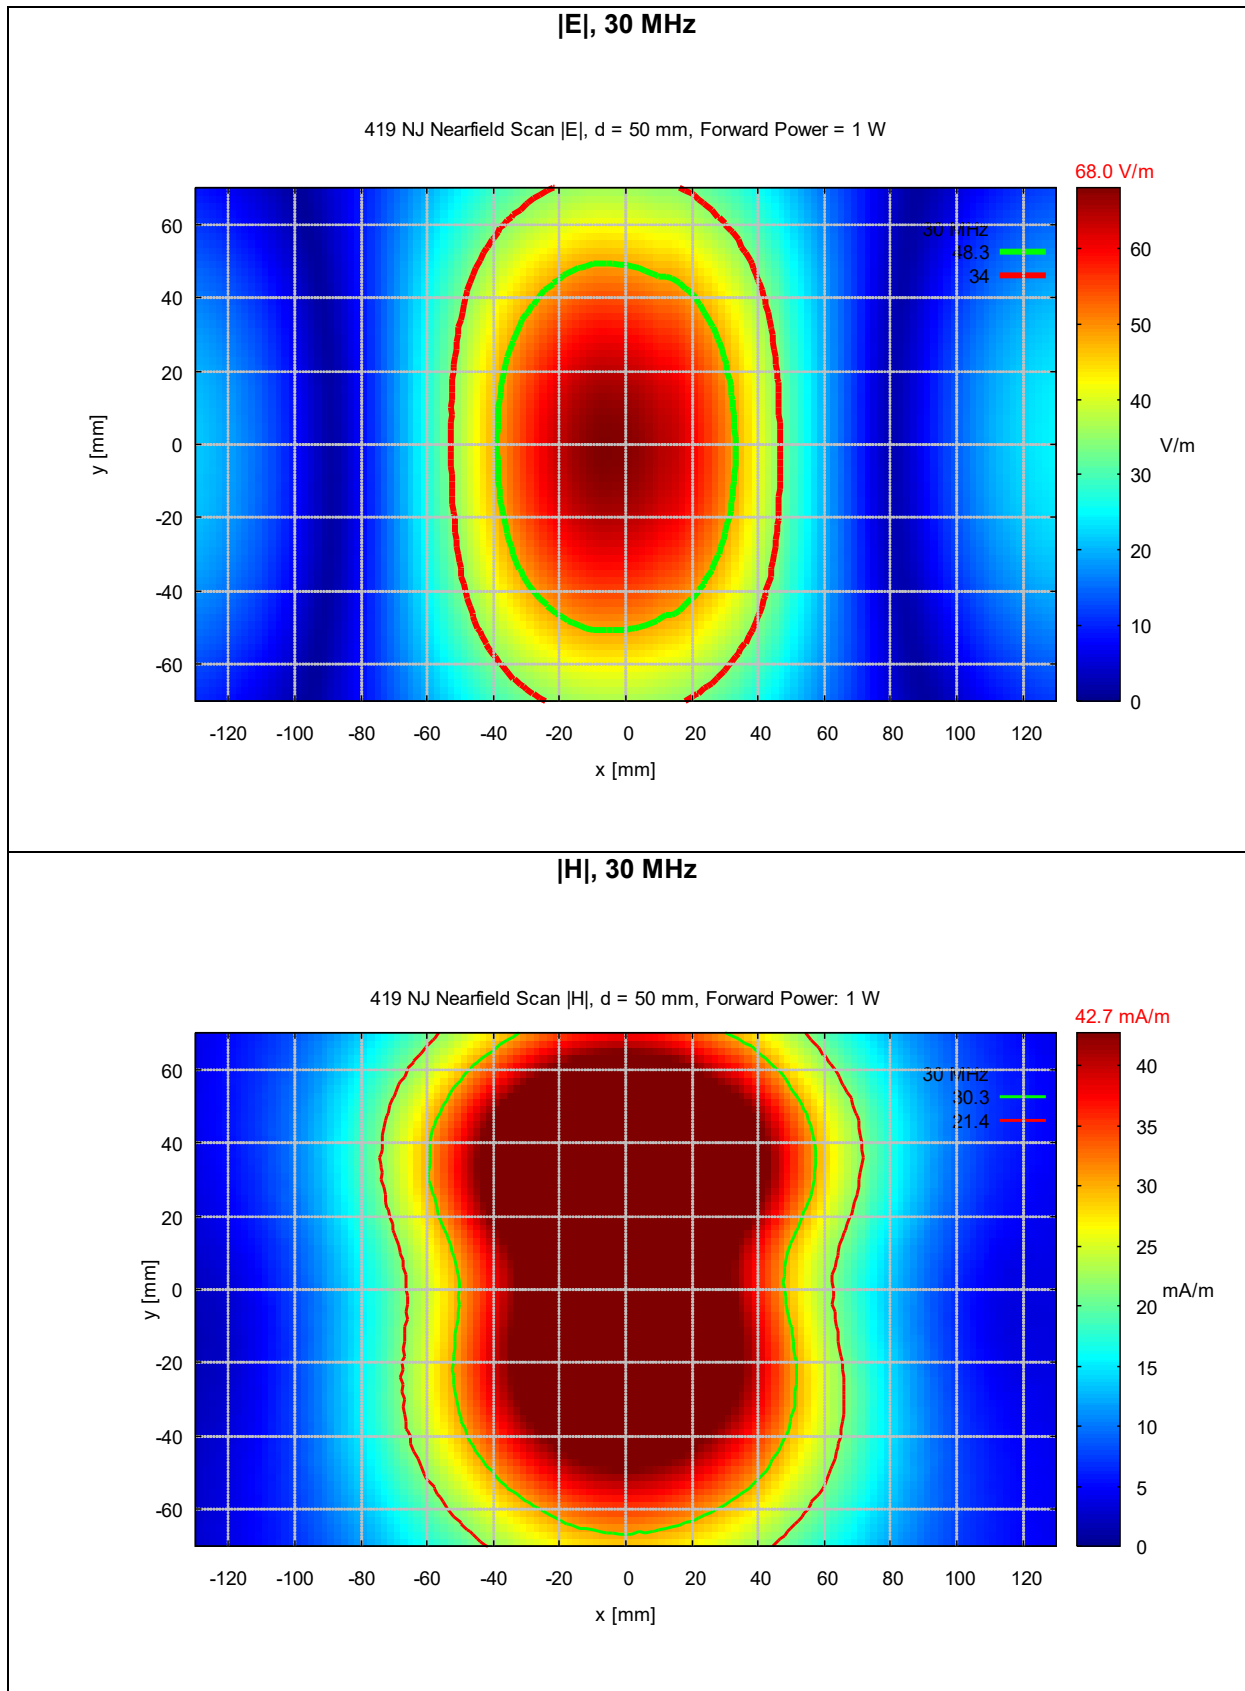 |E|, 30 MHz
419 NJ Nearfield Scan |E|, d = 50 mm, Forward Power = 1 W
68.0 V/m
30 MHz
48.3
34
60
40
20
0
-20
-40
-60
y [mm]
-120 -100 -80 -60 -40 -20 0 20 40 60 80 100 120
x [mm]
60
50
40
30
20
10
0
V/m
|H|, 30 MHz
419 NJ Nearfield Scan |H|, d = 50 mm, Forward Power: 1 W
42.7 mA/m
30 MHz
30.3
21.4
60
40
20
0
-20
-40
-60
y [mm]
-120 -100 -80 -60 -40 -20 0 20 40 60 80 100 120
x [mm]
40
35
30
25
20
15
10
5
0
mA/m